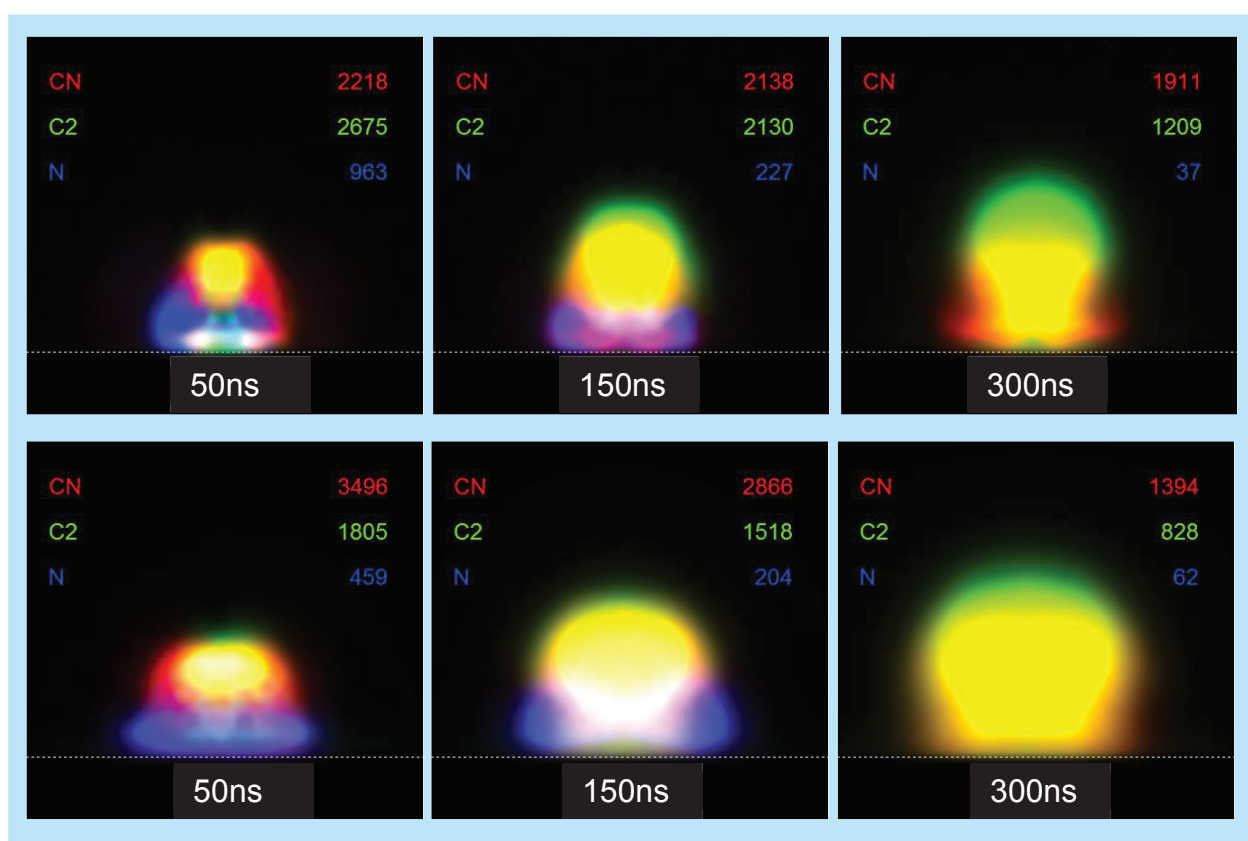 CN 2218
C2 2675
N 963
50ns
CN 2138
C2 2130
N 227
150ns
CN 1911
C2 1209
N 37
300ns
CN 3496
C2 1805
N 459
50ns
CN 2866
C2 1518
N 204
150ns
CN 1394
C2 828
N 62
300ns